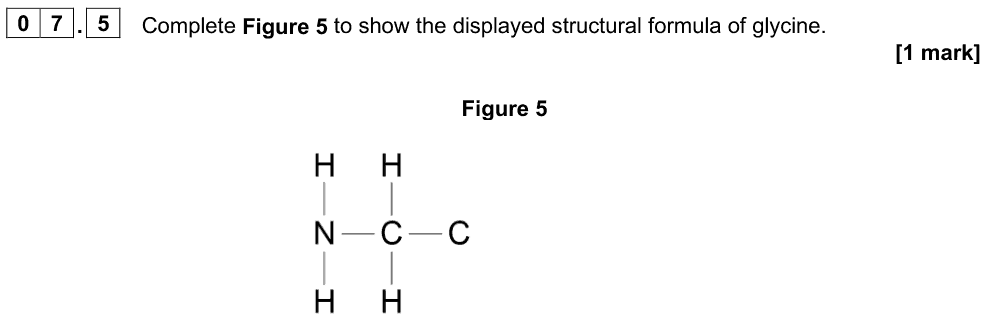 0 7 . 5 Complete Figure 5 to show the displayed structural formula of glycine.
[1 mark]
Figure 5
H H
N C C
H H